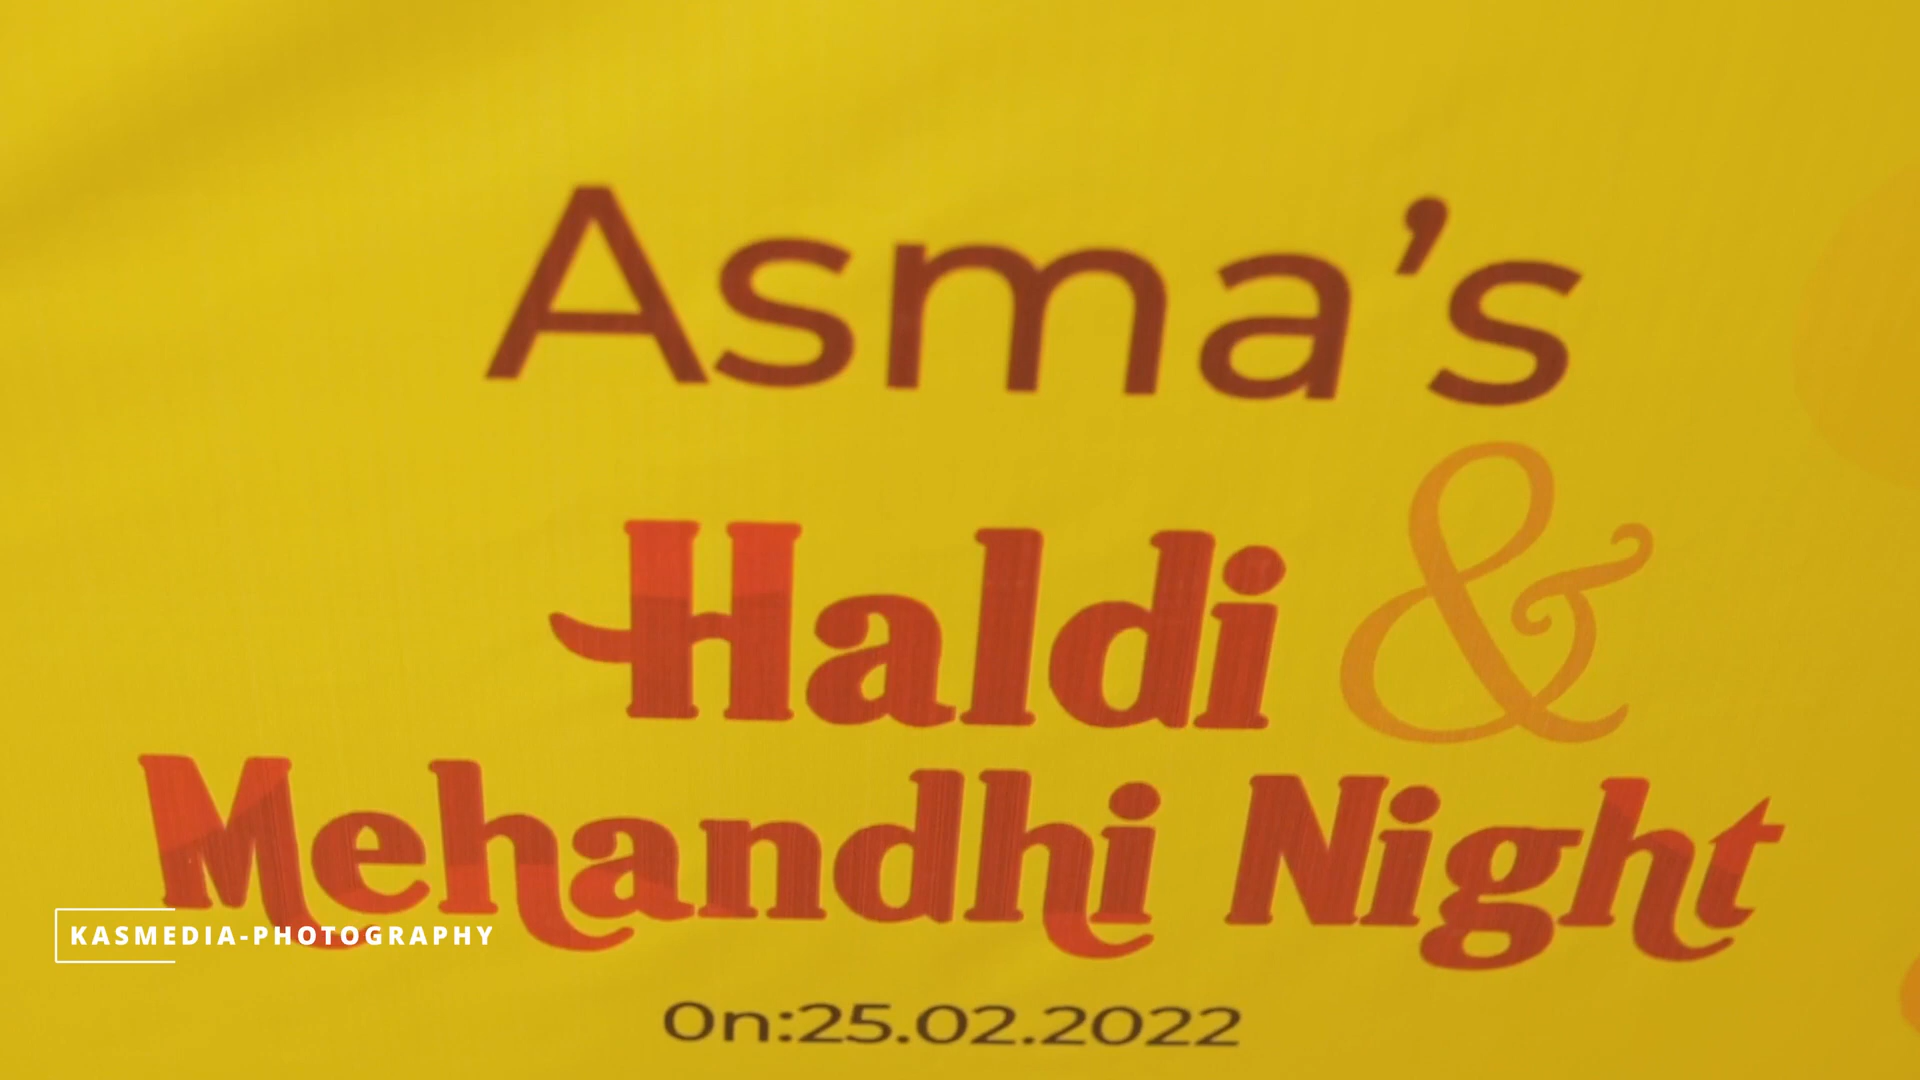 Asma's
Haldi &
Mehandhi Night
KASMEDIA-PHOTOGRAPHY
On:25.02.2022